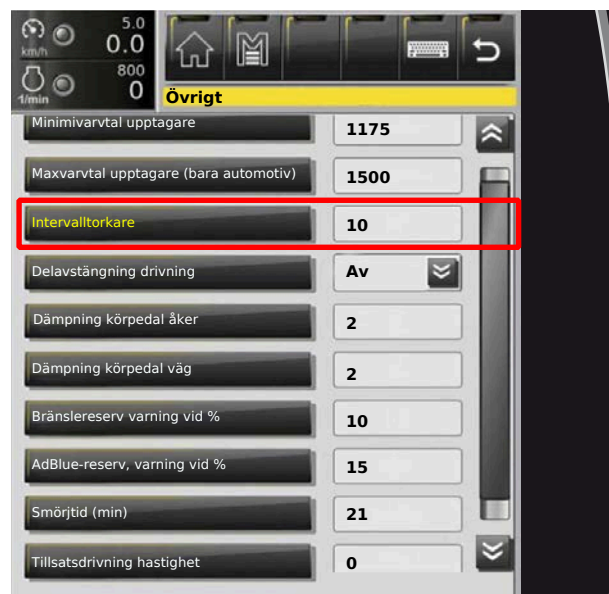 5.0
km/h 0.0
800
1/min 0
Övrigt
Minimivarvtal upptagare 1175
Maxvarvtal upptagare (bara automotiv) 1500
Intervalltorkare 10
Delavstängning drivning Av
Dämpning körpedal åker 2
Dämpning körpedal väg 2
Bränslereserv varning vid % 10
AdBlue-reserv, varning vid % 15
Smörjtid (min) 21
Tillsatsdrivning hastighet 0